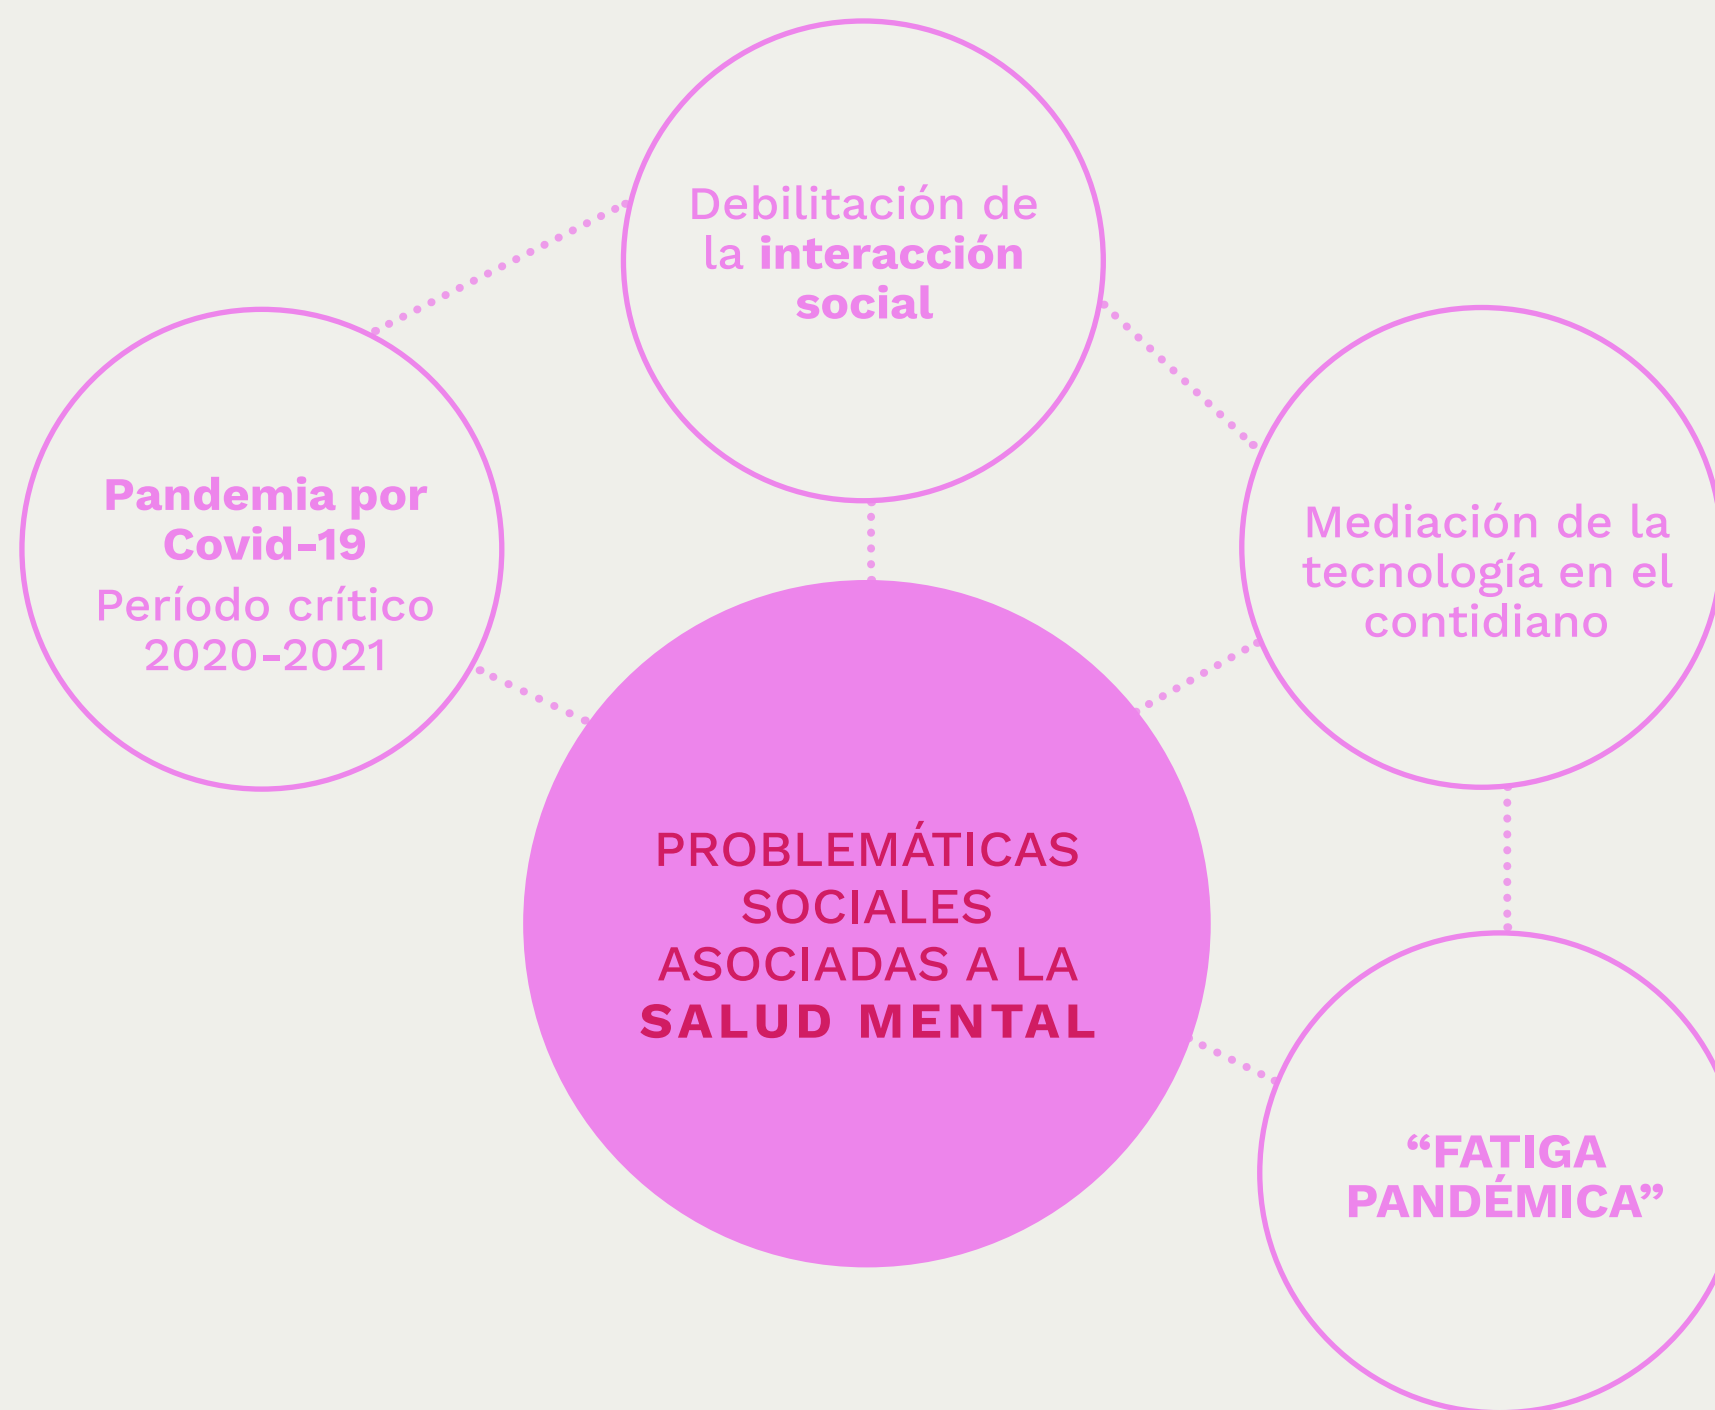 Debilitación de
la interacción
social
Pandemia por
Covid-19
Período crítico
2020-2021
Mediación de la
tecnología en el
contidiano
PROBLEMÁTICAS
SOCIALES
ASOCIADAS A LA
SALUD MENTAL
“FATIGA
PANDÉMICA”